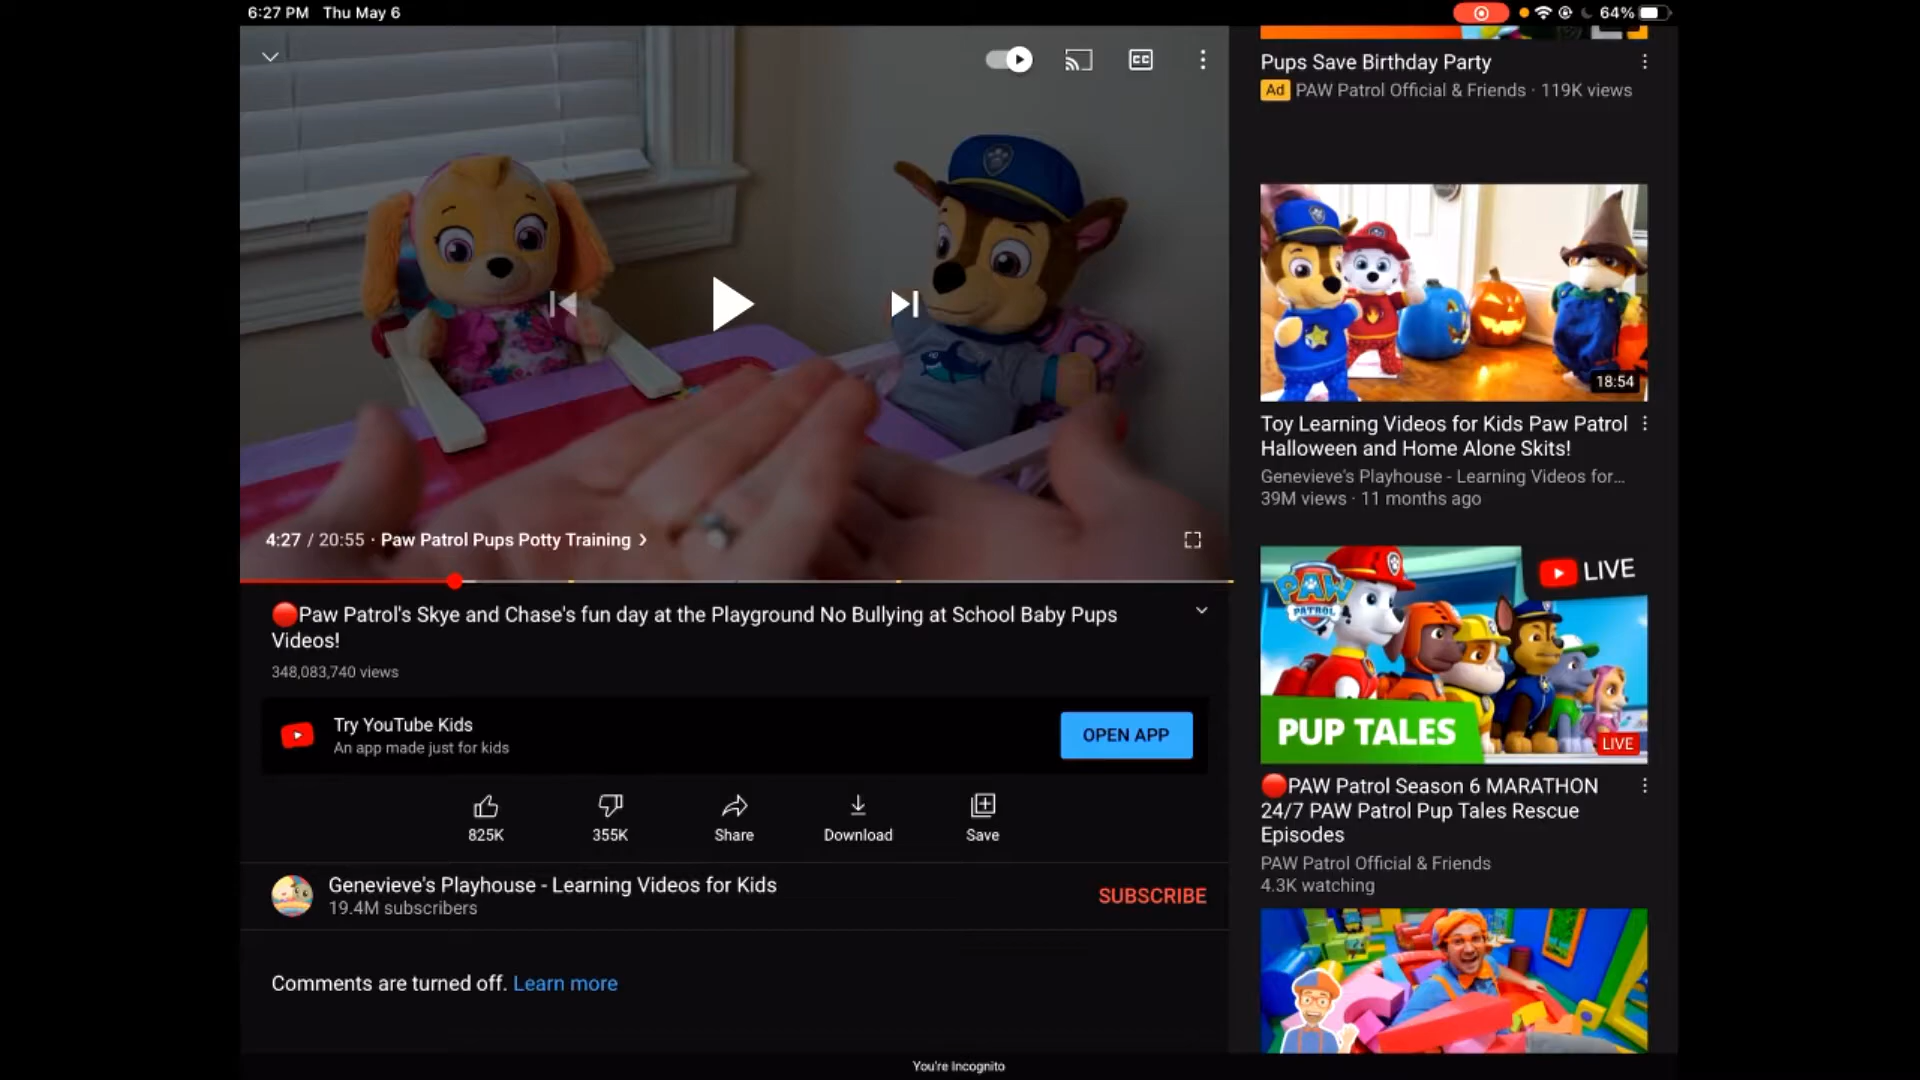 6:27 PM Thu May 6
64%
4:27 / 20:55 · Paw Patrol Pups Potty Training
🔴Paw Patrol's Skye and Chase's fun day at the Playground No Bullying at School Baby Pups
Videos!
348,083,740 views
Try YouTube Kids
An app made just for kids
OPEN APP
825K
355K
Share
Download
Save
Genevieve's Playhouse - Learning Videos for Kids
19.4M subscribers
SUBSCRIBE
Comments are turned off. Learn more
Pups Save Birthday Party
Ad PAW Patrol Official & Friends · 119K views
18:54
Toy Learning Videos for Kids Paw Patrol
Halloween and Home Alone Skits!
Genevieve's Playhouse - Learning Videos for...
39M views · 11 months ago
LIVE
PAW
PATROL
PUP TALES
LIVE
🔴PAW Patrol Season 6 MARATHON
24/7 PAW Patrol Pup Tales Rescue
Episodes
PAW Patrol Official & Friends
4.3K watching
You're Incognito
CC